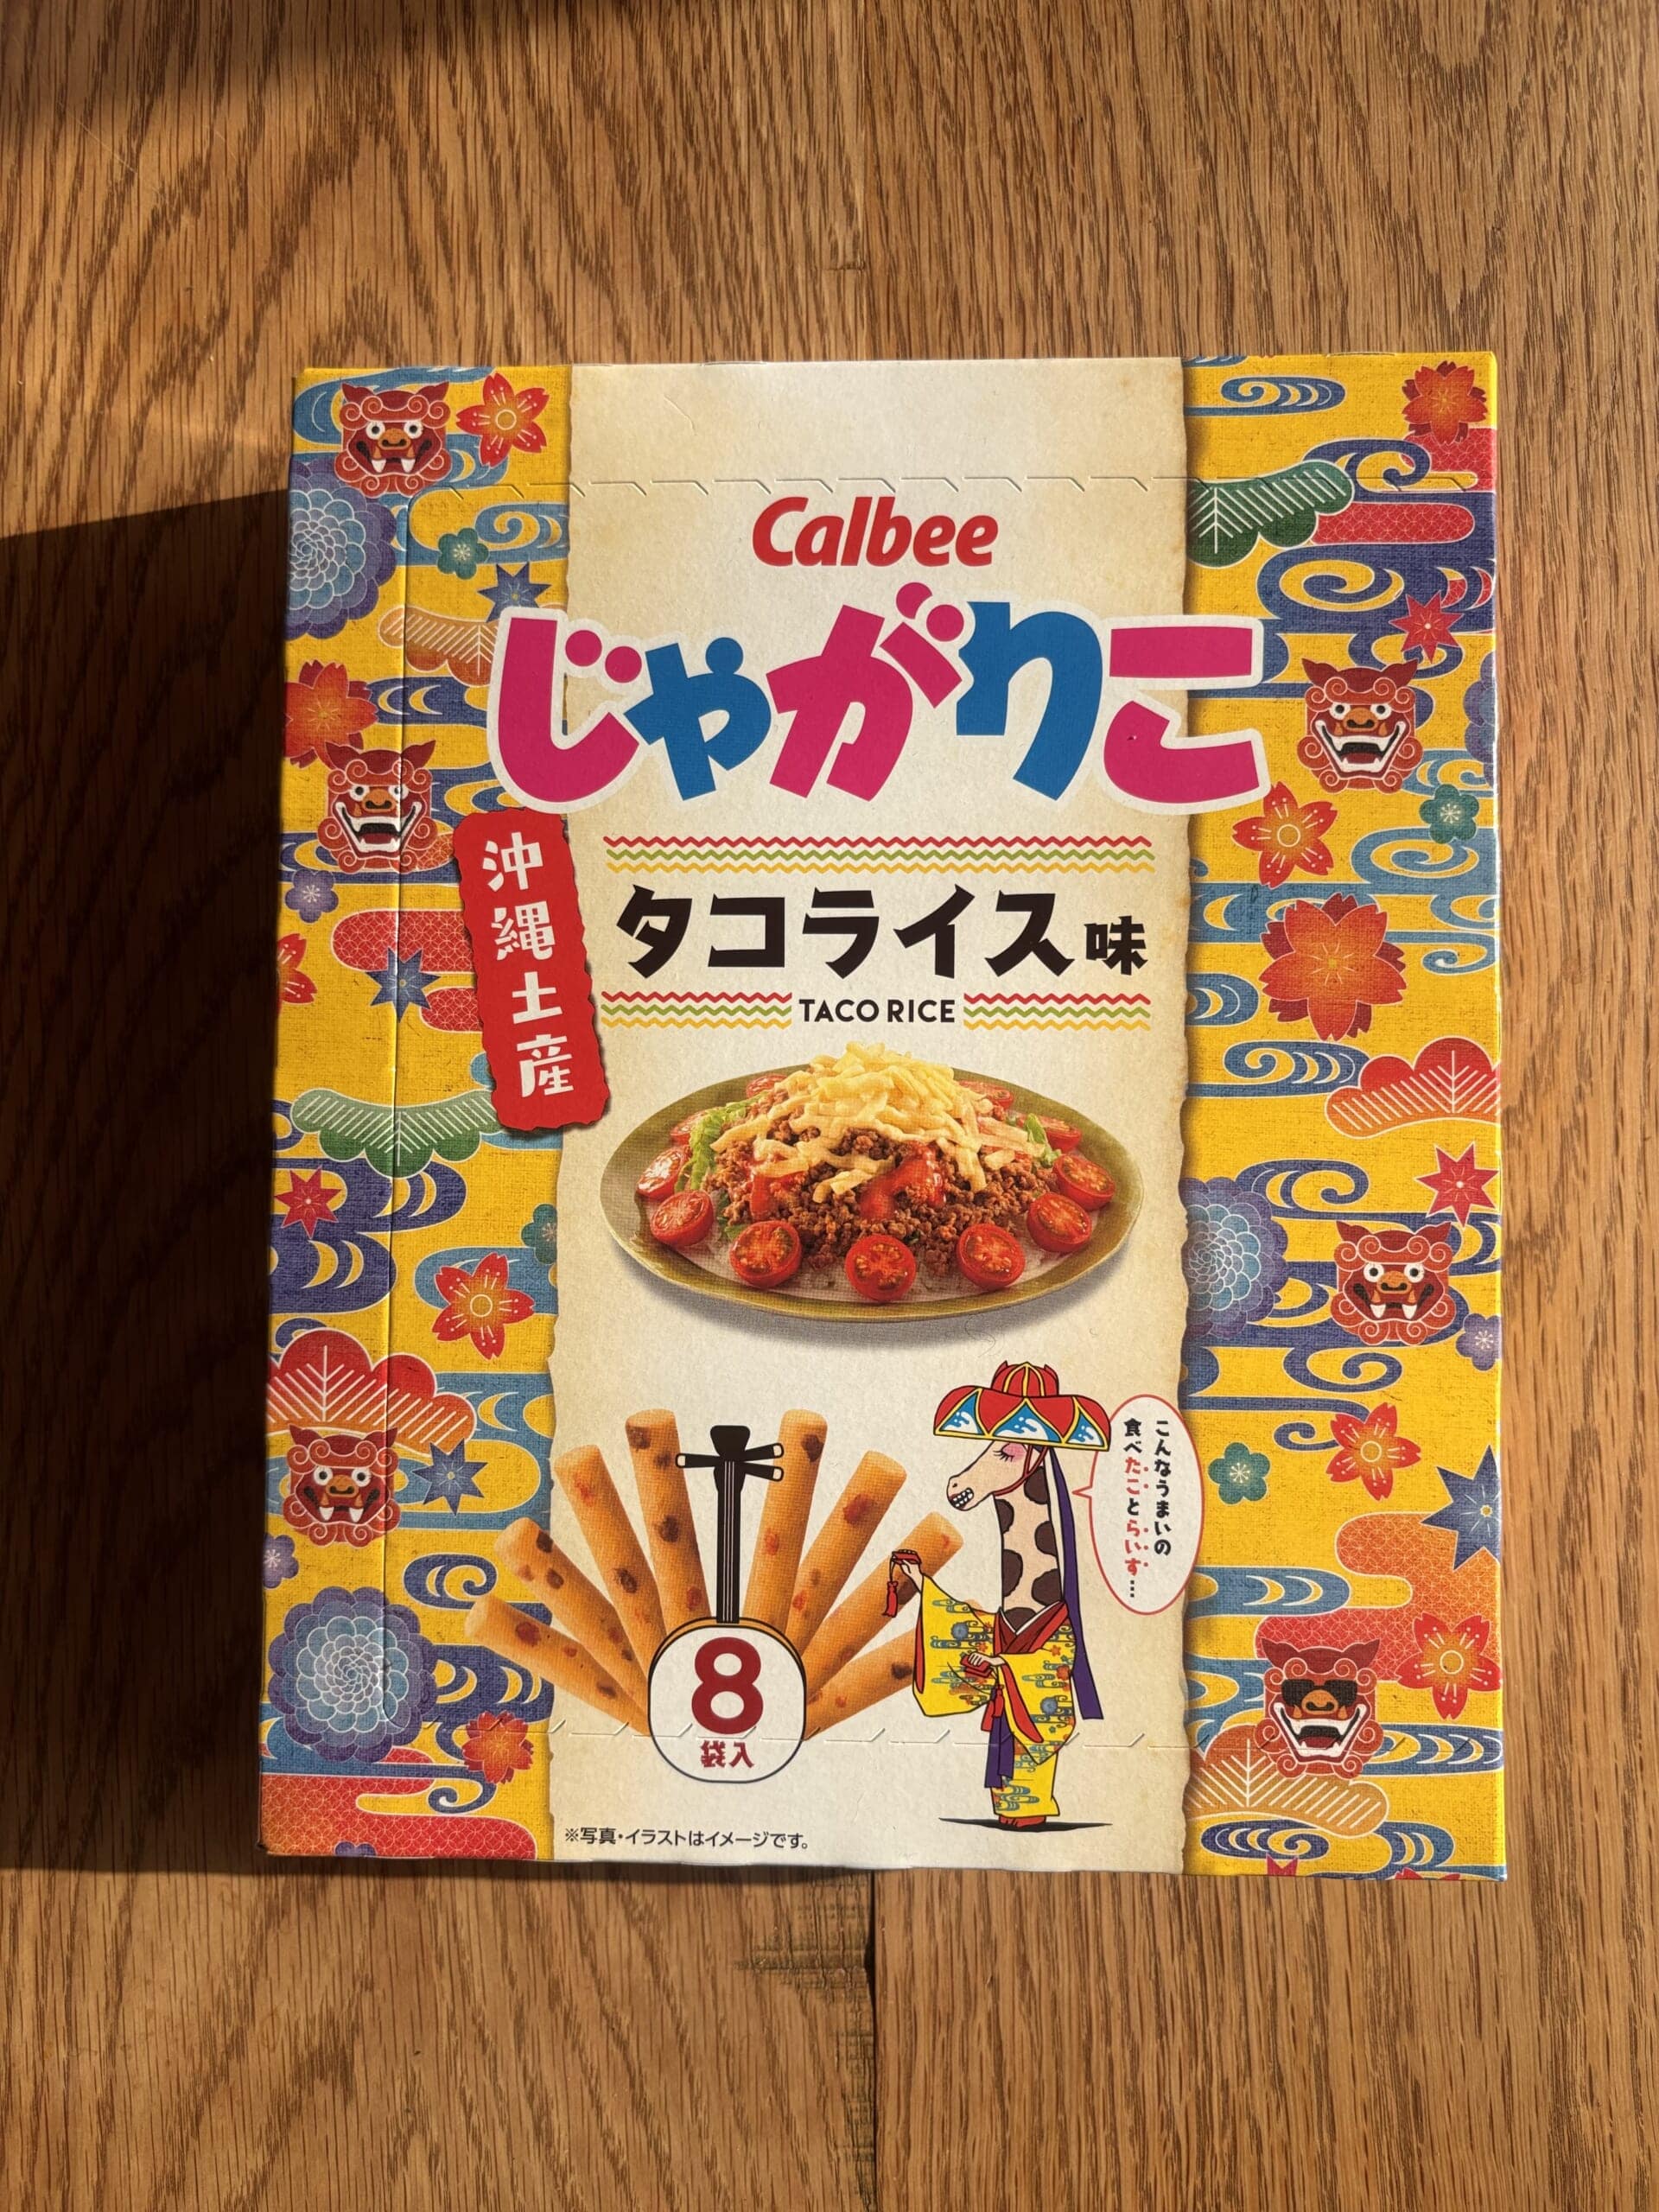 Calbee
じゃがりこ
沖縄土産
タコライス味
TACO RICE
こんなうまいの
食べたことらいす…
8
袋入
※写真・イラストはイメージです。